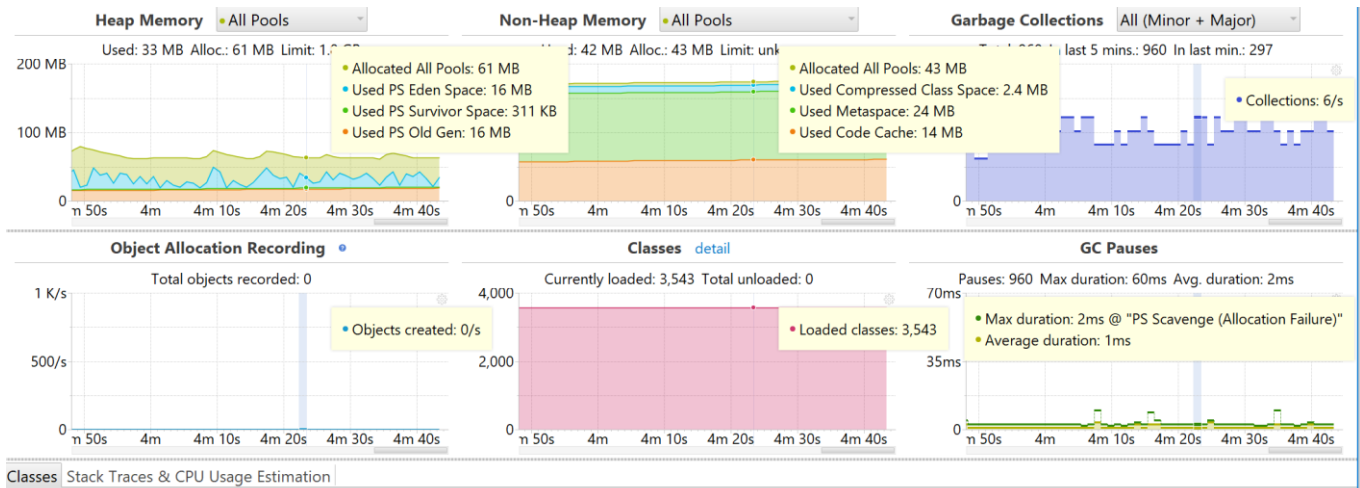 Heap Memory All Pools
Used: 33 MB Alloc.: 61 MB Limit:
200 MB
100 MB
0
Allocated All Pools: 61 MB
Used PS Eden Space: 16 MB
Used PS Survivor Space: 311 KB
Used PS Old Gen: 16 MB
m 50s 4m 4m 10s 4m 20s 4m 30s 4m 40s
Non-Heap Memory All Pools
42 MB Alloc.: 43 MB Limit:
Allocated All Pools: 43 MB
Used Compressed Class Space: 2.4 MB
Used Metaspace: 24 MB
Used Code Cache: 14 MB
0
m 50s 4m 4m 10s 4m 20s 4m 30s 4m 40s
Garbage Collections All (Minor + Major)
In last 5 mins.: 960 In last min.: 297
Collections: 6/s
0
m 50s 4m 4m 10s 4m 20s 4m 30s 4m 40s
Object Allocation Recording ?
Total objects recorded: 0
1 K/s
500/s
0
Objects created: 0/s
m 50s 4m 4m 10s 4m 20s 4m 30s 4m 40s
Classes detail
Currently loaded: 3,543 Total unloaded: 0
4,000
2,000
0
Loaded classes: 3,543
m 50s 4m 4m 10s 4m 20s 4m 30s 4m 40s
GC Pauses
Pauses: 960 Max duration: 60ms Avg. duration: 2ms
70ms
35ms
0
Max duration: 2ms @ "PS Scavenge (Allocation Failure)"
Average duration: 1ms
m 50s 4m 4m 10s 4m 20s 4m 30s 4m 40s
Classes Stack Traces & CPU Usage Estimation